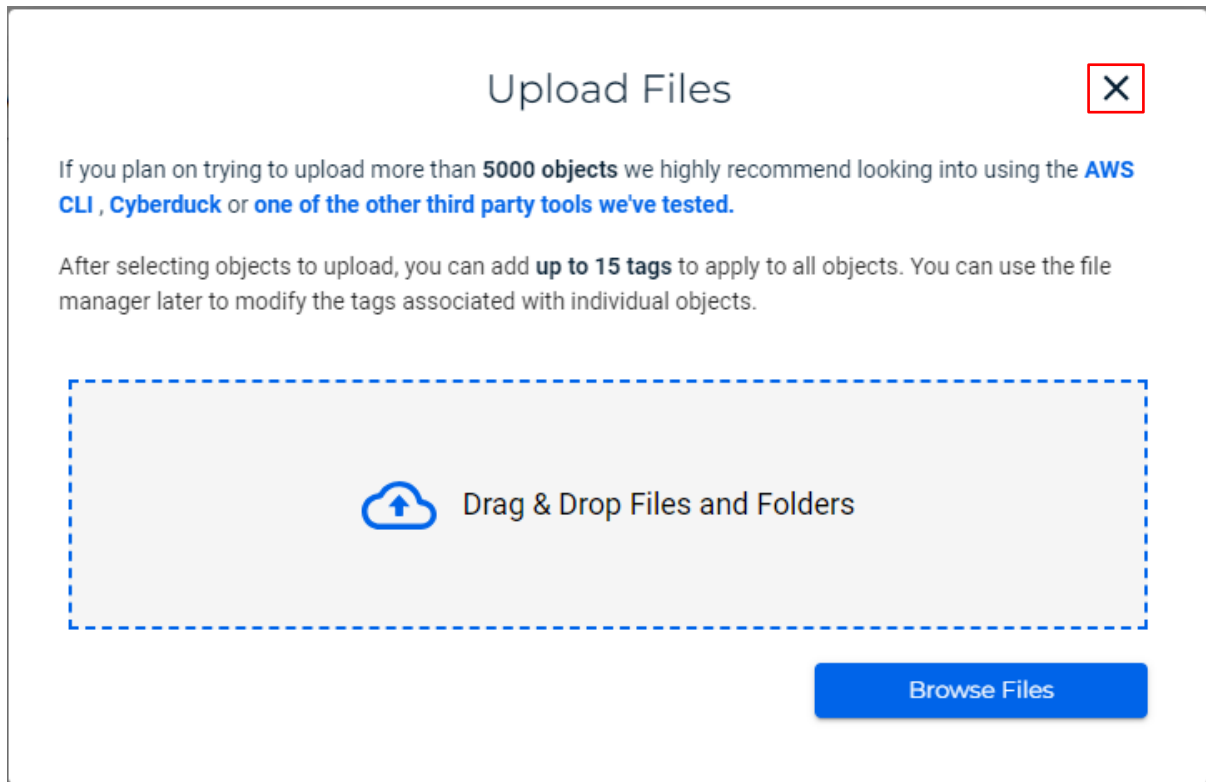 Upload Files
If you plan on trying to upload more than 5000 objects we highly recommend looking into using the AWS
CLI , Cyberduck or one of the other third party tools we've tested.
After selecting objects to upload, you can add up to 15 tags to apply to all objects. You can use the file
manager later to modify the tags associated with individual objects.
Drag & Drop Files and Folders
Browse Files